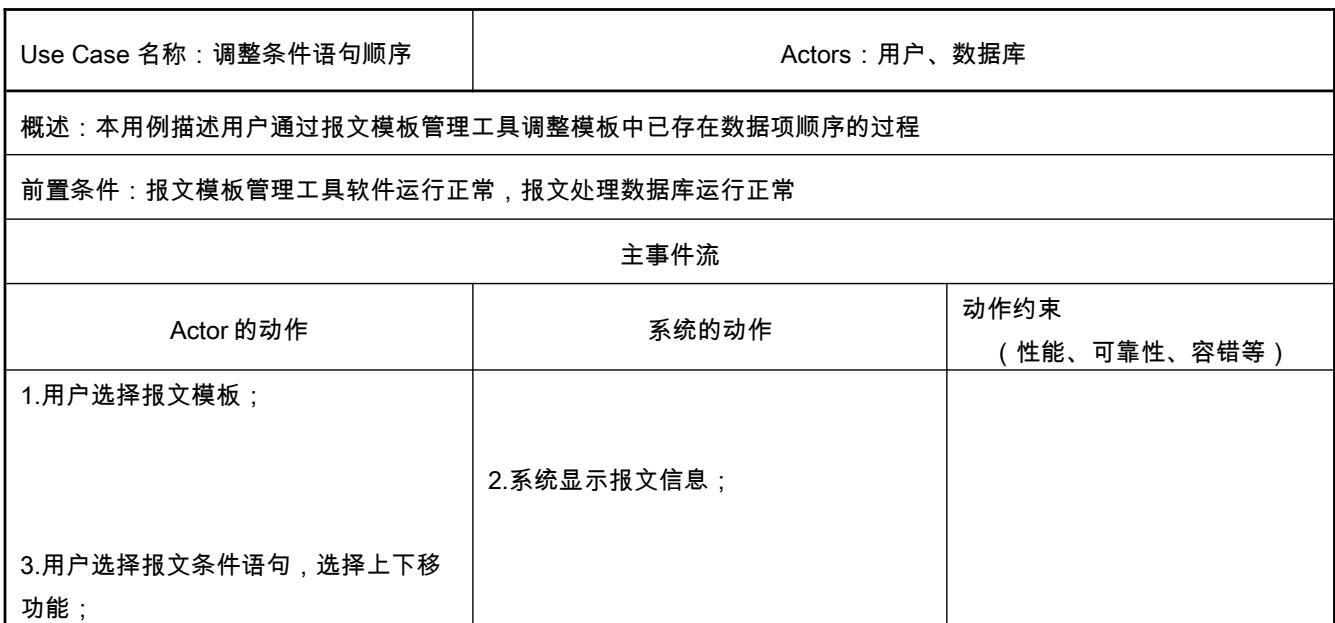 Use Case 名称：调整条件语句顺序
Actors：用户、数据库
概述：本用例描述用户通过报文模板管理工具调整模板中已存在数据项顺序的过程
前置条件：报文模板管理工具软件运行正常，报文处理数据库运行正常
主事件流
Actor 的动作
系统的动作
动作约束
（性能、可靠性、容错等）
1.用户选择报文模板；
2.系统显示报文信息；
3.用户选择报文条件语句，选择上下移
功能；